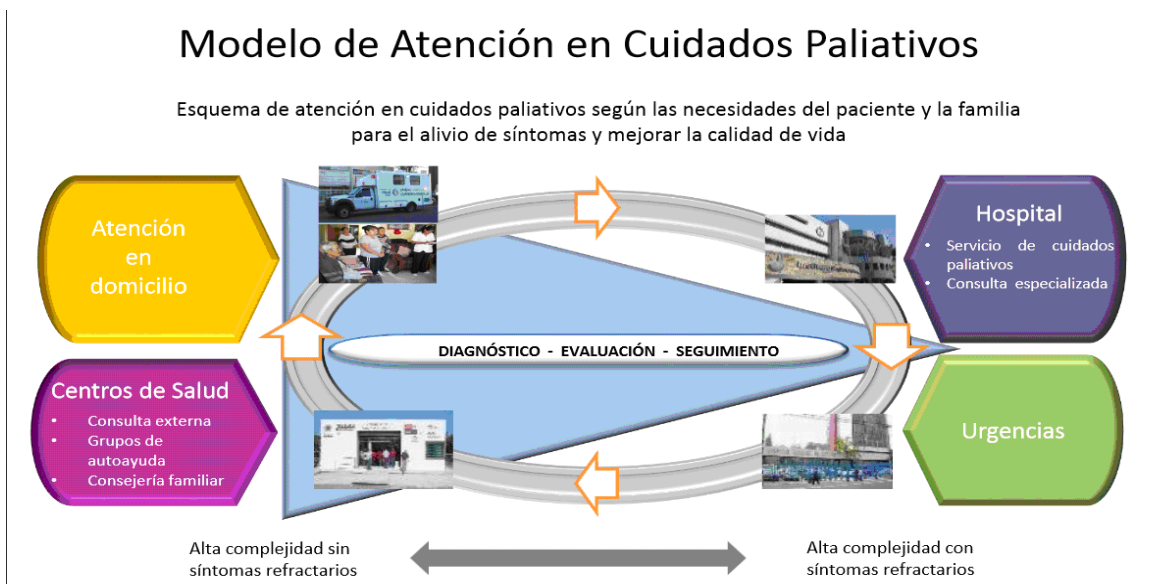 Modelo de Atención en Cuidados Paliativos
Esquema de atención en cuidados paliativos según las necesidades del paciente y la familia
para el alivio de síntomas y mejorar la calidad de vida
Atención
en
domicilio
Hospital
• Servicio de cuidados
paliativos
• Consulta especializada
DIAGNÓSTICO - EVALUACIÓN - SEGUIMIENTO
Centros de Salud
• Consulta externa
• Grupos de
autoayuda
• Consejería familiar
Urgencias
Alta complejidad sin
síntomas refractarios
Alta complejidad con
síntomas refractarios